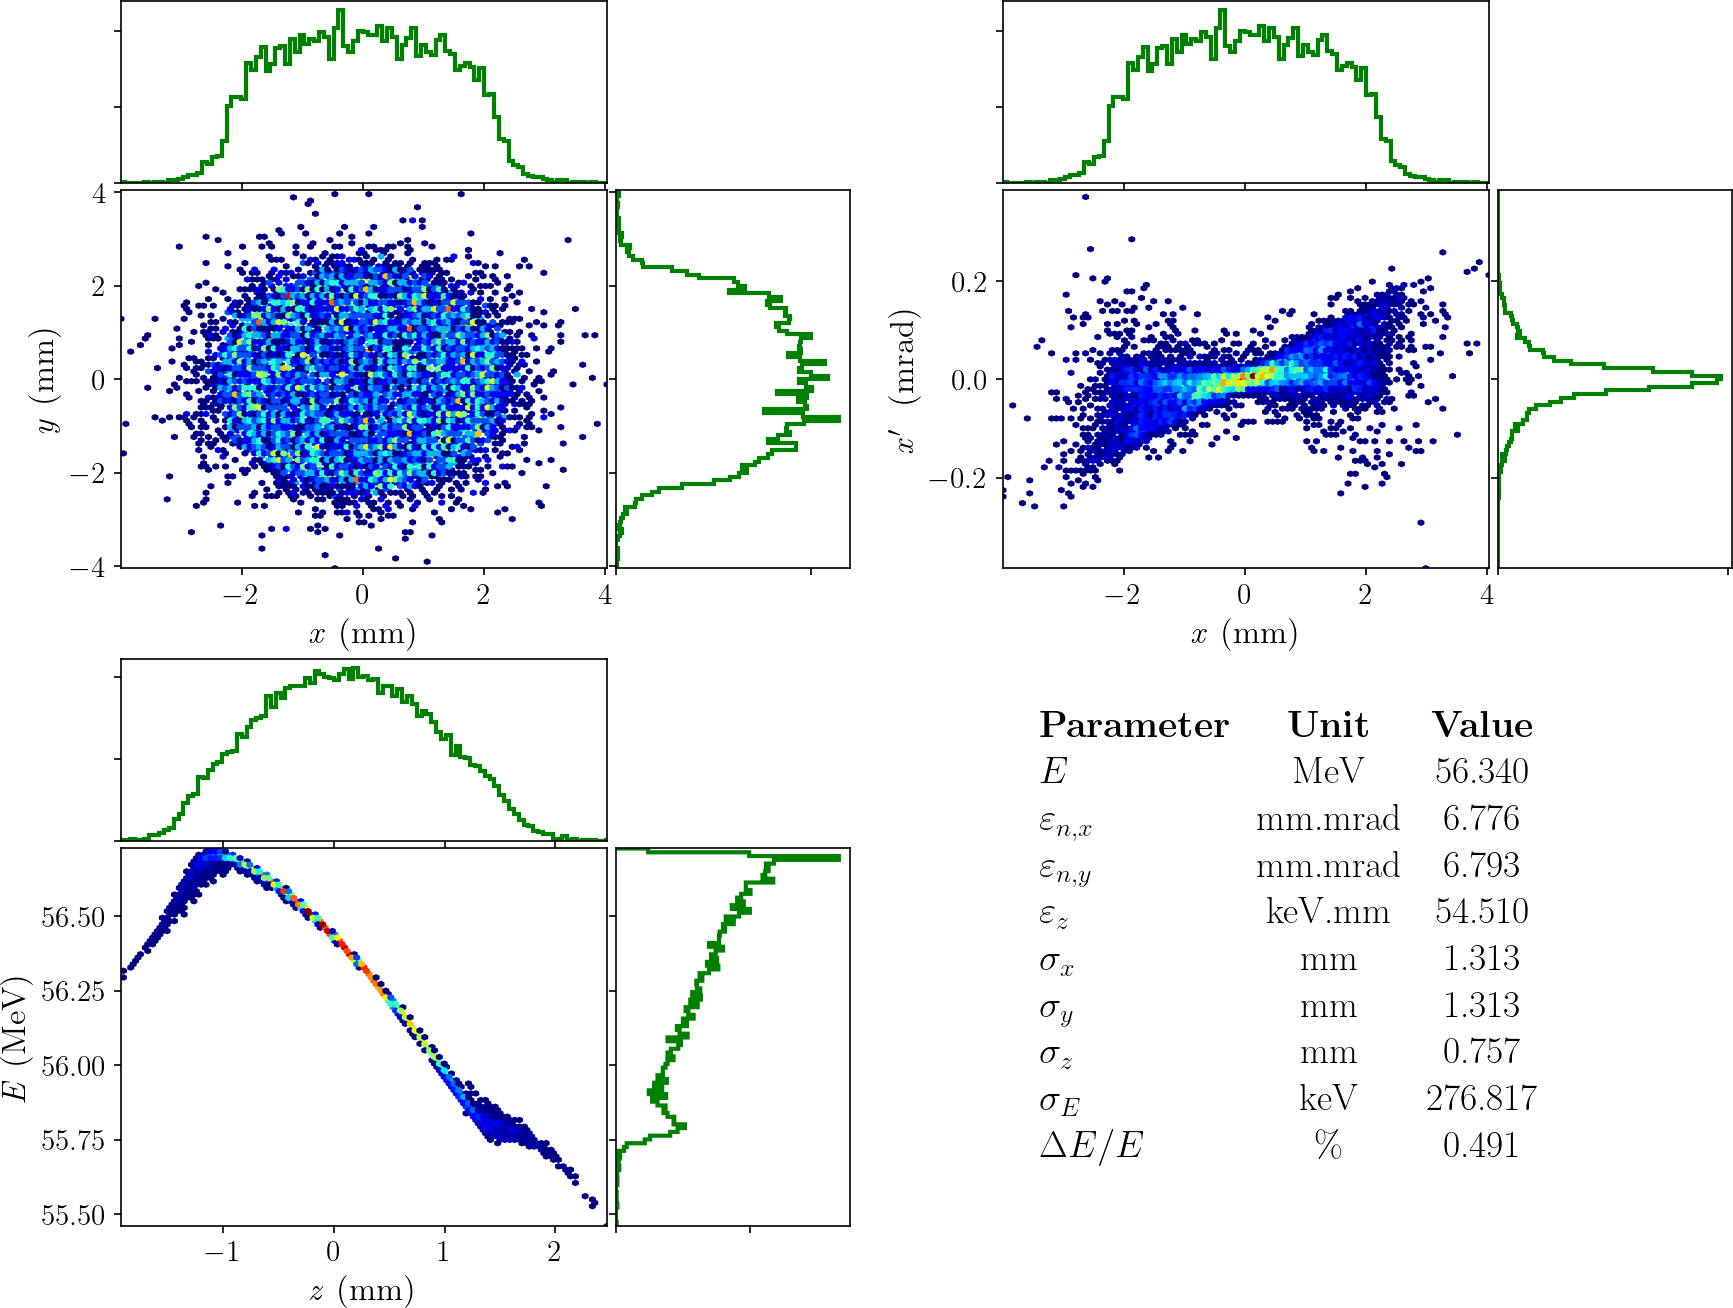 4
2
0
−2
−4
y (mm)
−2 0 2 4
x (mm)
0.2
0.0
−0.2
x′ (mrad)
−2 0 2 4
x (mm)
56.50
56.25
56.00
55.75
55.50
E (MeV)
−1 0 1 2
z (mm)
Parameter Unit Value
E MeV 56.340
εn,x mm.mrad 6.776
εn,y mm.mrad 6.793
εz keV.mm 54.510
σx mm 1.313
σy mm 1.313
σz mm 0.757
σE keV 276.817
ΔE/E % 0.491